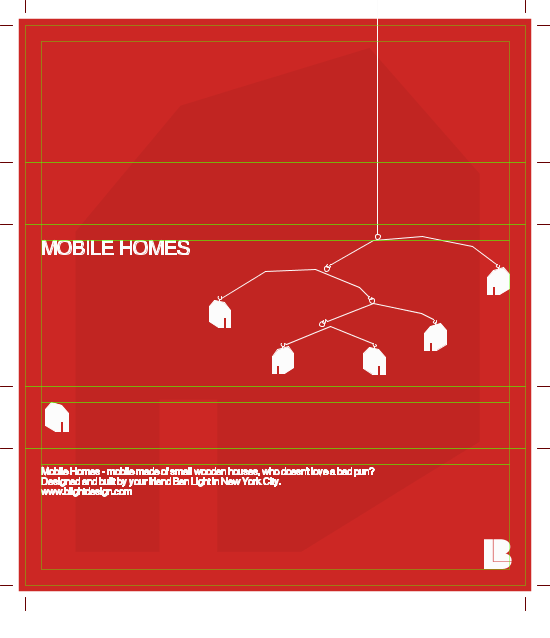 MOBILE HOMES
Mobile Homes - mobile made of small wooden houses, who doesn't love a bad pun?
Designed and built by your friend Ben Light in New York City.
www.blightdesign.com
LB